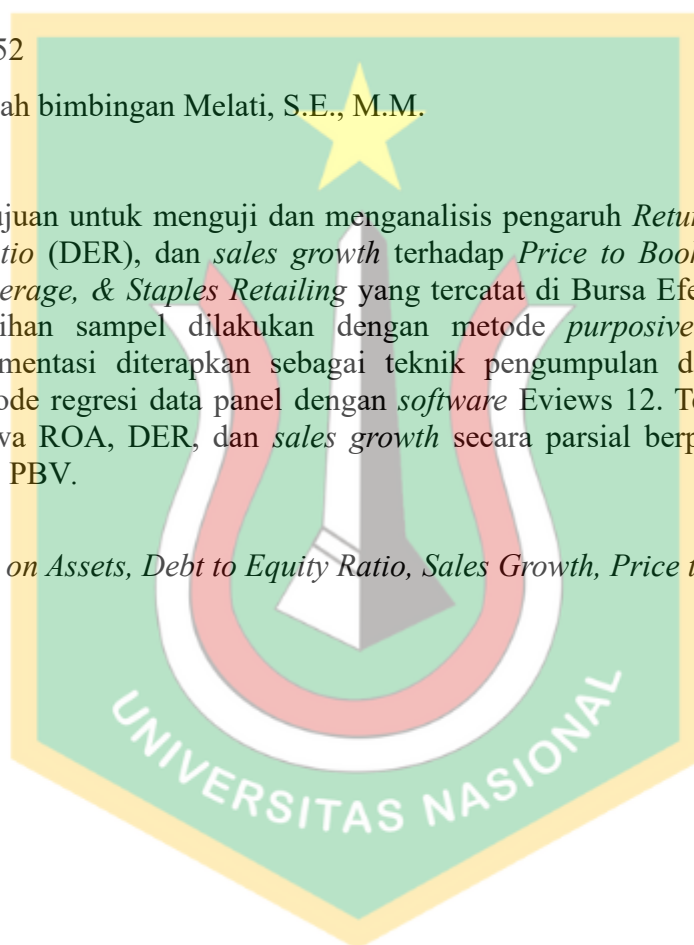 52
ah bimbingan Melati, S.E., M.M.
ujuan untuk menguji dan menganalisis pengaruh Retur
tio (DER), dan sales growth terhadap Price to Book
erage, & Staples Retailing yang tercatat di Bursa Efe
ihan sampel dilakukan dengan metode purposive
mentasi diterapkan sebagai teknik pengumpulan d
ode regresi data panel dengan software Eviews 12. T
wa ROA, DER, dan sales growth secara parsial berp
PBV.
on Assets, Debt to Equity Ratio, Sales Growth, Price t
UNIVERSITAS NASIONAL